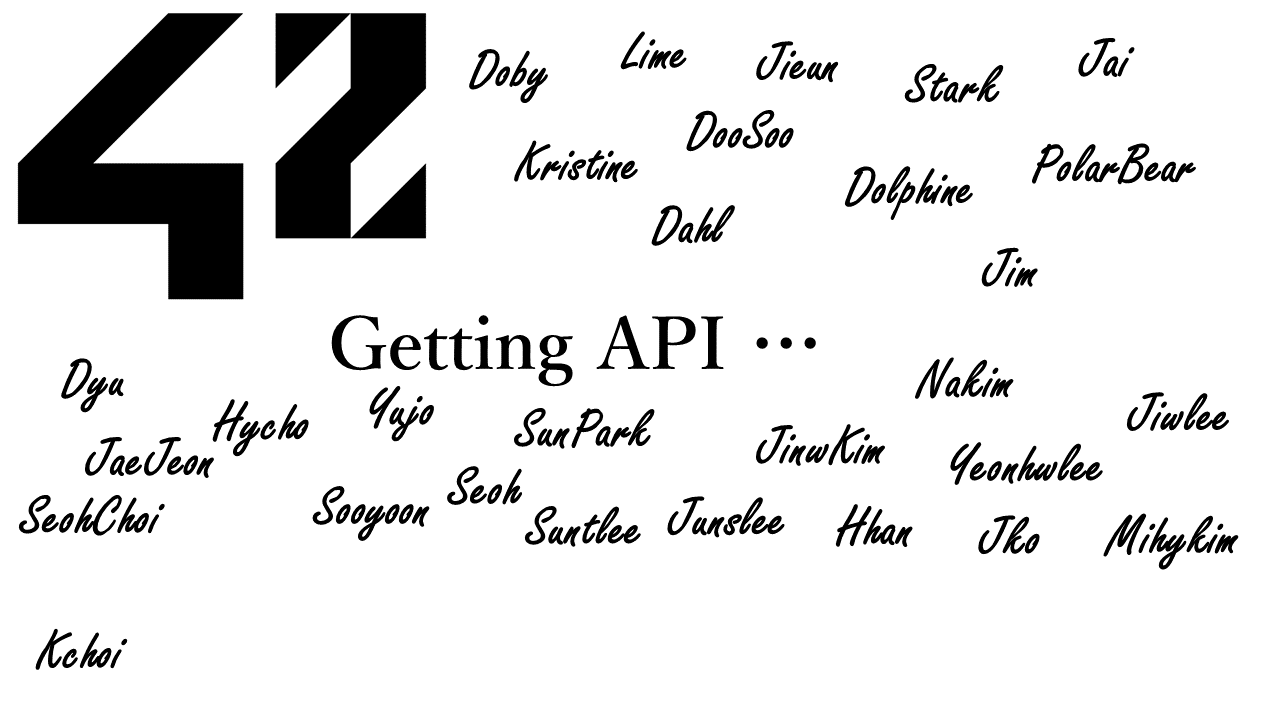 42
Doby
Lime
Jieun
Stark
Jai
DooSoo
Kristine
Dolphine
PolarBear
Dahl
Jim
Getting API ...
Dyu
Hycho
Yujo
SunPark
Nakim
Jiwlee
JaeJeon
JinwKim
Yeonhwlee
SeohChoi
Sooyoon
Seoh
Suntlee
Junslee
Hhan
Jko
Mihykim
Kchoi